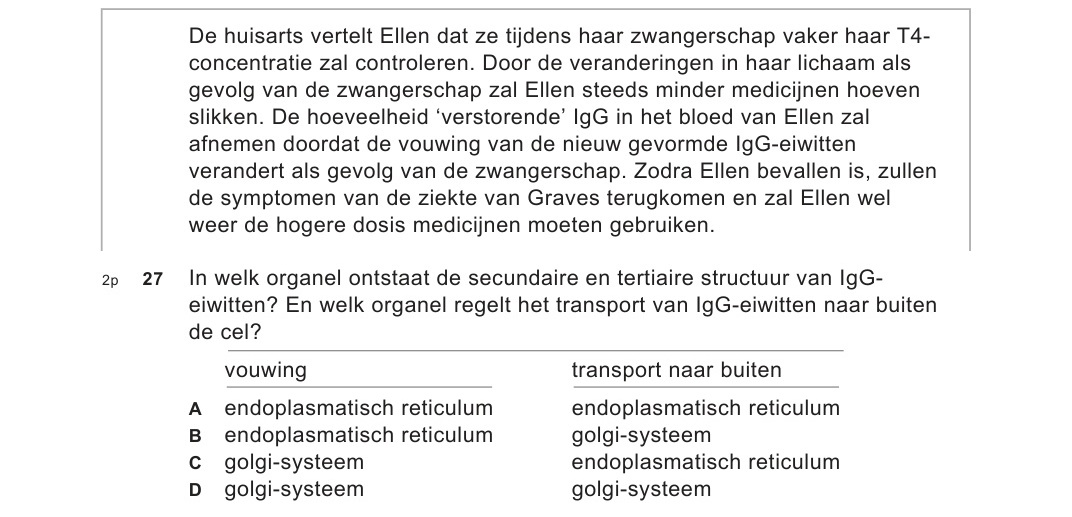 De huisarts vertelt Ellen dat ze tijdens haar zwangerschap vaker haar T4-
concentratie zal controleren. Door de veranderingen in haar lichaam als
gevolg van de zwangerschap zal Ellen steeds minder medicijnen hoeven
slikken. De hoeveelheid ‘verstorende’ IgG in het bloed van Ellen zal
afnemen doordat de vouwing van de nieuw gevormde IgG-eiwitten
verandert als gevolg van de zwangerschap. Zodra Ellen bevallen is, zullen
de symptomen van de ziekte van Graves terugkomen en zal Ellen wel
weer de hogere dosis medicijnen moeten gebruiken.
2p 27 In welk organel ontstaat de secundaire en tertiaire structuur van IgG-
eiwitten? En welk organel regelt het transport van IgG-eiwitten naar buiten
de cel?
vouwing transport naar buiten
A endoplasmatisch reticulum endoplasmatisch reticulum
B endoplasmatisch reticulum golgi-systeem
C golgi-systeem endoplasmatisch reticulum
D golgi-systeem golgi-systeem